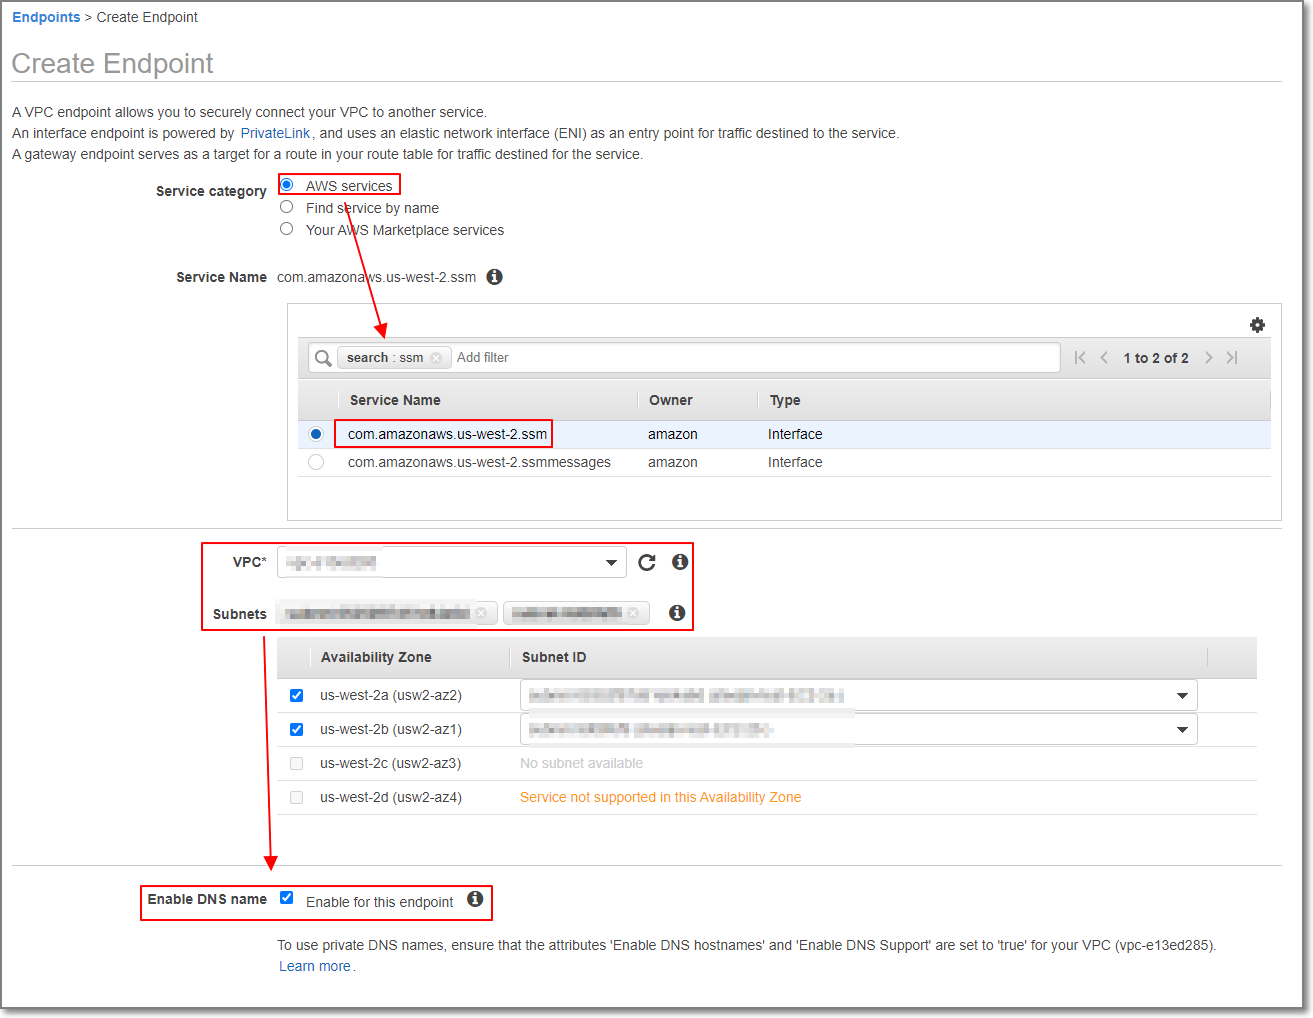 Endpoints > Create Endpoint
Create Endpoint
A VPC endpoint allows you to securely connect your VPC to another service.
An interface endpoint is powered by PrivateLink, and uses an elastic network interface (ENI) as an entry point for traffic destined to the service.
A gateway endpoint serves as a target for a route in your route table for traffic destined for the service.
Service category
AWS services
Find service by name
Your AWS Marketplace services
Service Name com.amazonaws.us-west-2.ssm
search : ssm Add filter 1 to 2 of 2
Service Name Owner Type
com.amazonaws.us-west-2.ssm amazon Interface
com.amazonaws.us-west-2.ssmmessages amazon Interface
VPC*
Subnets
Availability Zone Subnet ID
us-west-2a (usw2-az2)
us-west-2b (usw2-az1)
us-west-2c (usw2-az3) No subnet available
us-west-2d (usw2-az4) Service not supported in this Availability Zone
Enable DNS name Enable for this endpoint
To use private DNS names, ensure that the attributes 'Enable DNS hostnames' and 'Enable DNS Support' are set to 'true' for your VPC (vpc-e13ed285).
Learn more.